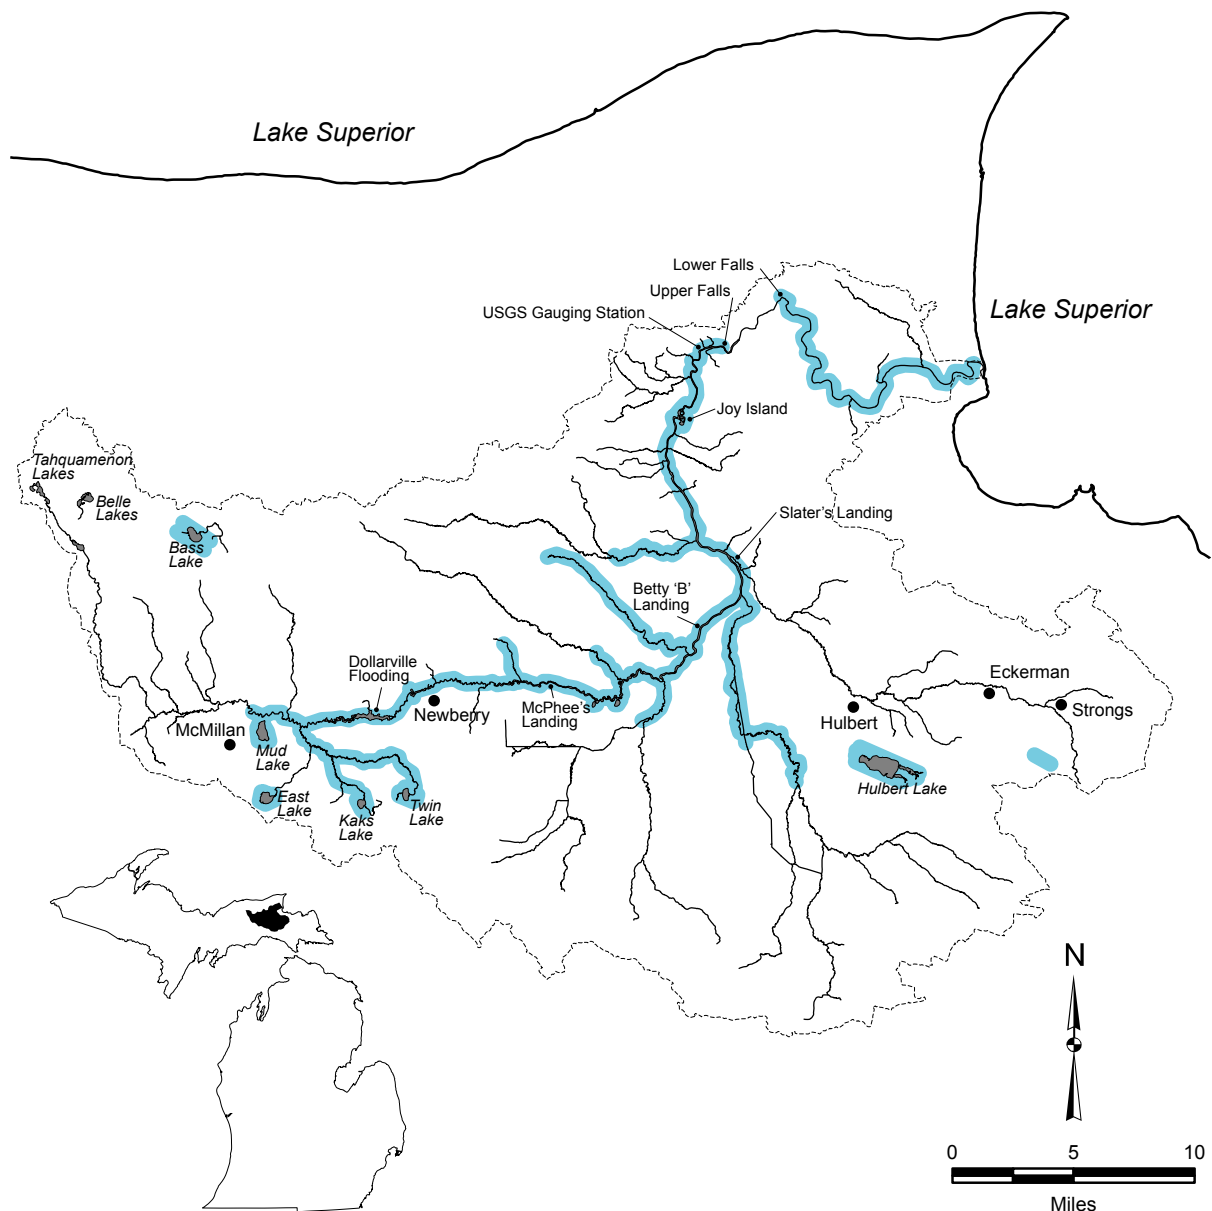 Lake Superior
Lower Falls
Upper Falls
USGS Gauging Station
Lake Superior
Joy Island
Tahquamenon
Lakes
Belle
Lakes
Bass
Lake
Slater's Landing
Betty ‘B’
Landing
Dollarville
Flooding
McPhee's
Landing
Newberry
McMillan
Mud
Lake
East
Lake
Kaks
Lake
Twin
Lake
Eckerman
Strongs
Hulbert
Hulbert Lake
N
0 5 10
Miles